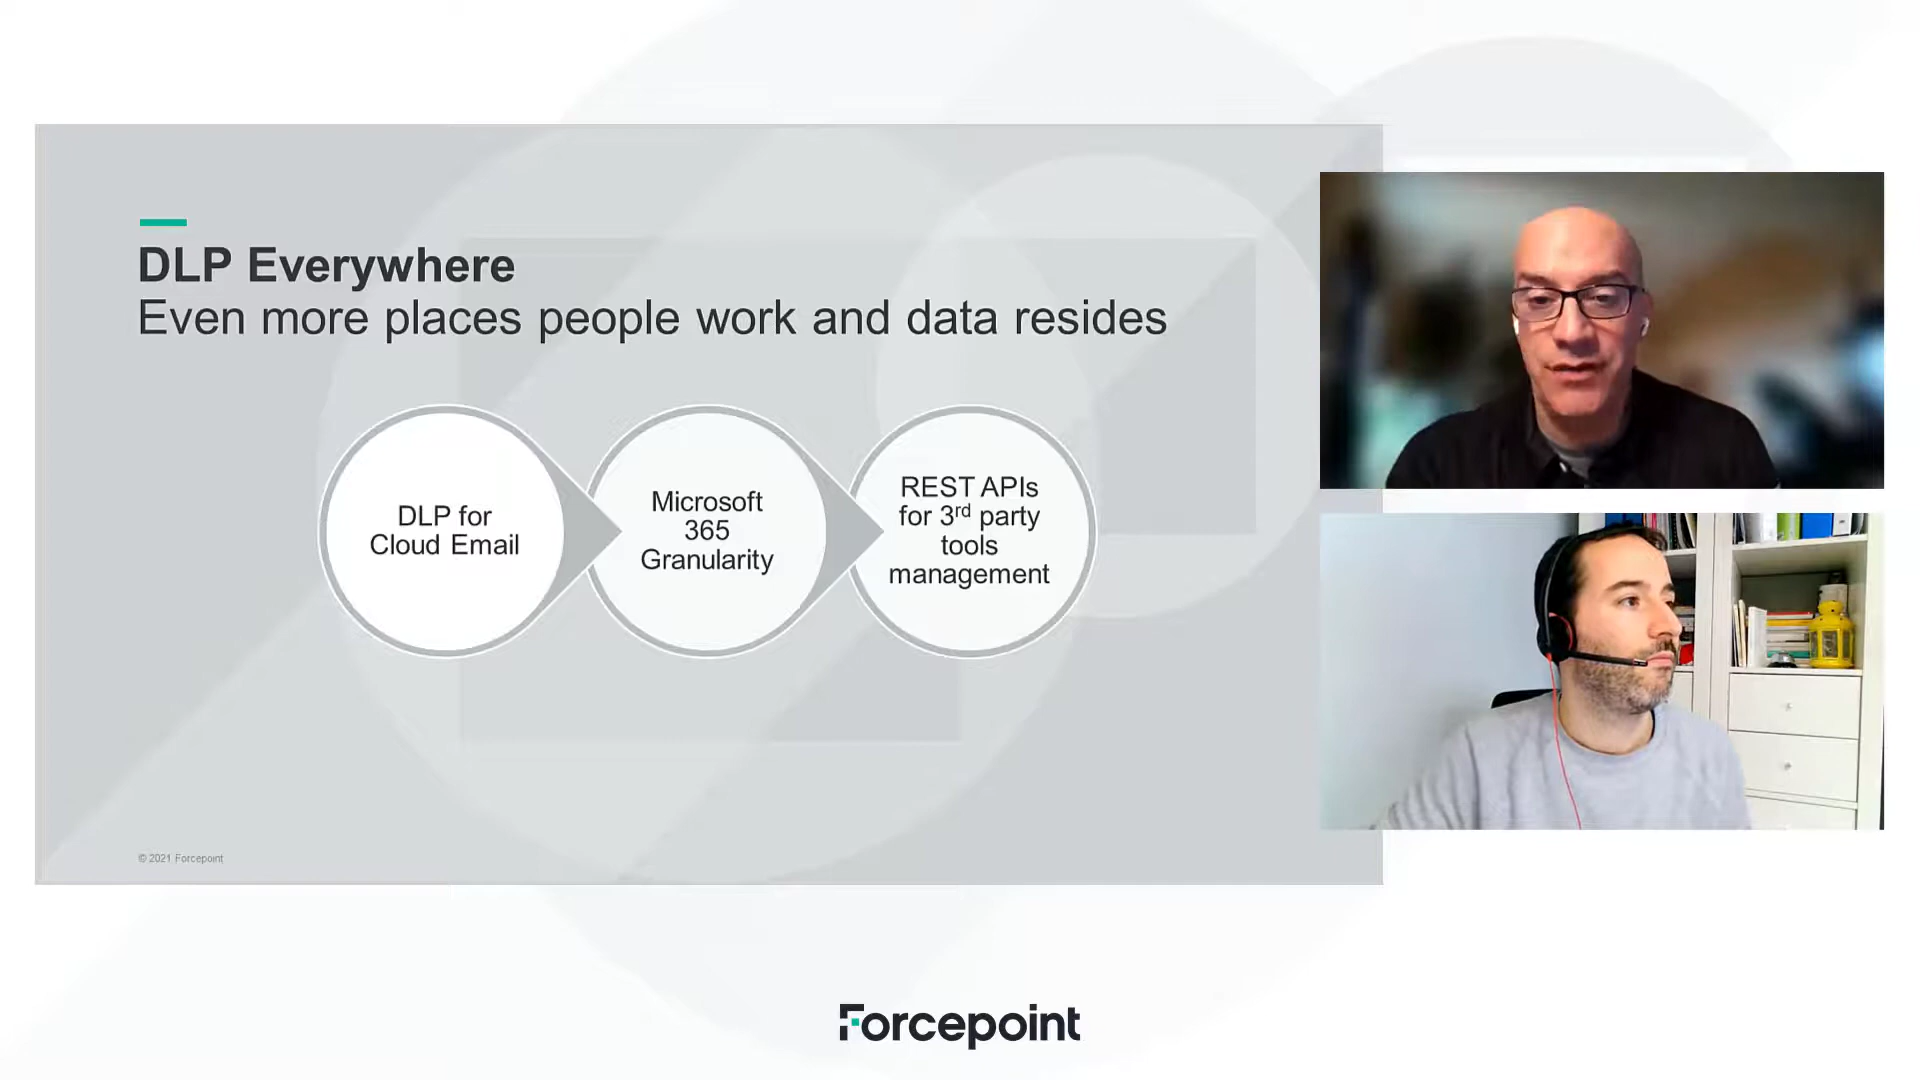 DLP Everywhere
Even more places people work and data resides
DLP for
Cloud Email
Microsoft
365
Granularity
REST APIs
for 3rd party
tools
management
© 2021 Forcepoint
Forcepoint